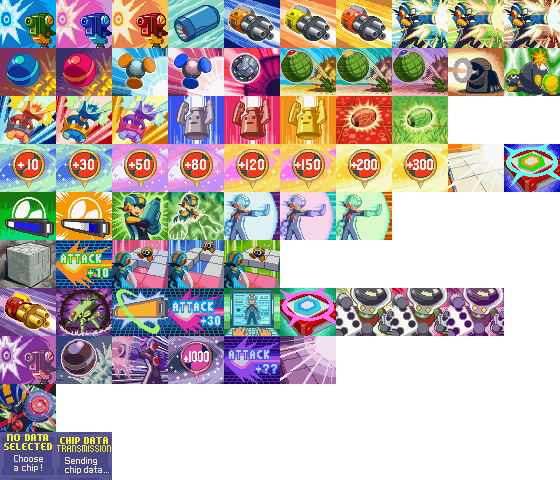 +10 +30 +50 +80 +120 +150 +200 +300
ATTACK
+10
ATTACK
+30
+1000
ATTACK
+??
NO DATA
SELECTED
Choose
a chip!
CHIP DATA
TRANSMISSION
Sending
chip data...